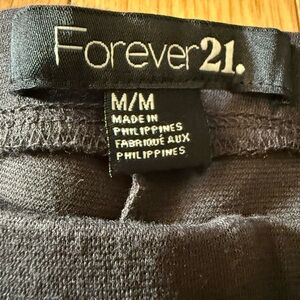 Forever21.
M/M
MADE IN
PHILIPPINES
FABRIQUÉ AUX
PHILIPPINES